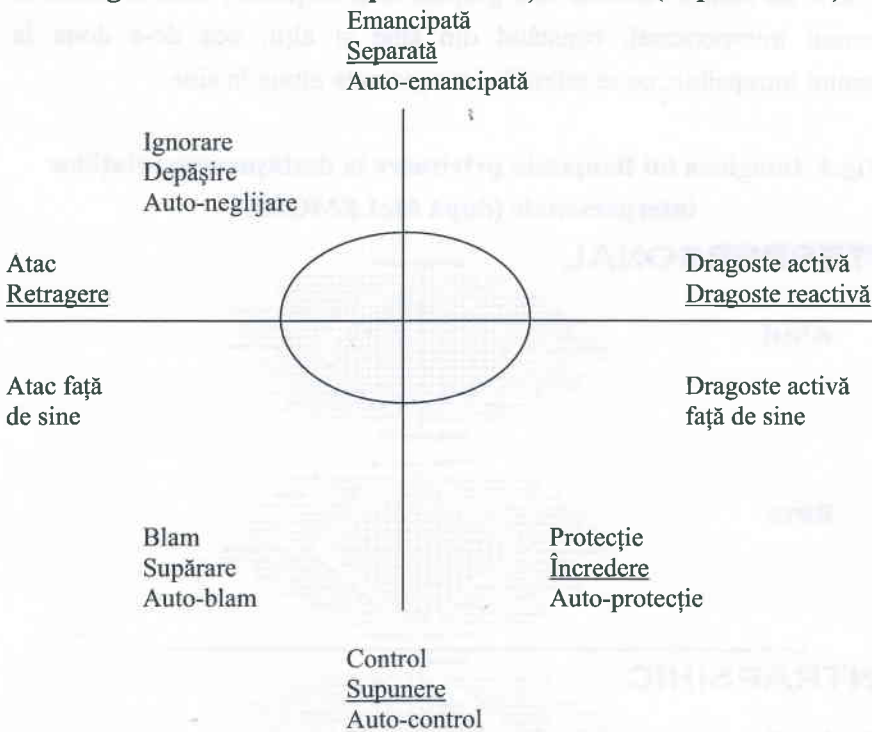 Emancipată
Separată
Auto-emancipată
Ignorare
Depășire
Auto-neglijare
Atac
Retragere
Dragoste activă
Dragoste reactivă
Atac față
de sine
Dragoste activă
față de sine
Blam
Supărare
Auto-blam
Protecție
Încredere
Auto-protecție
Control
Supunere
Auto-control